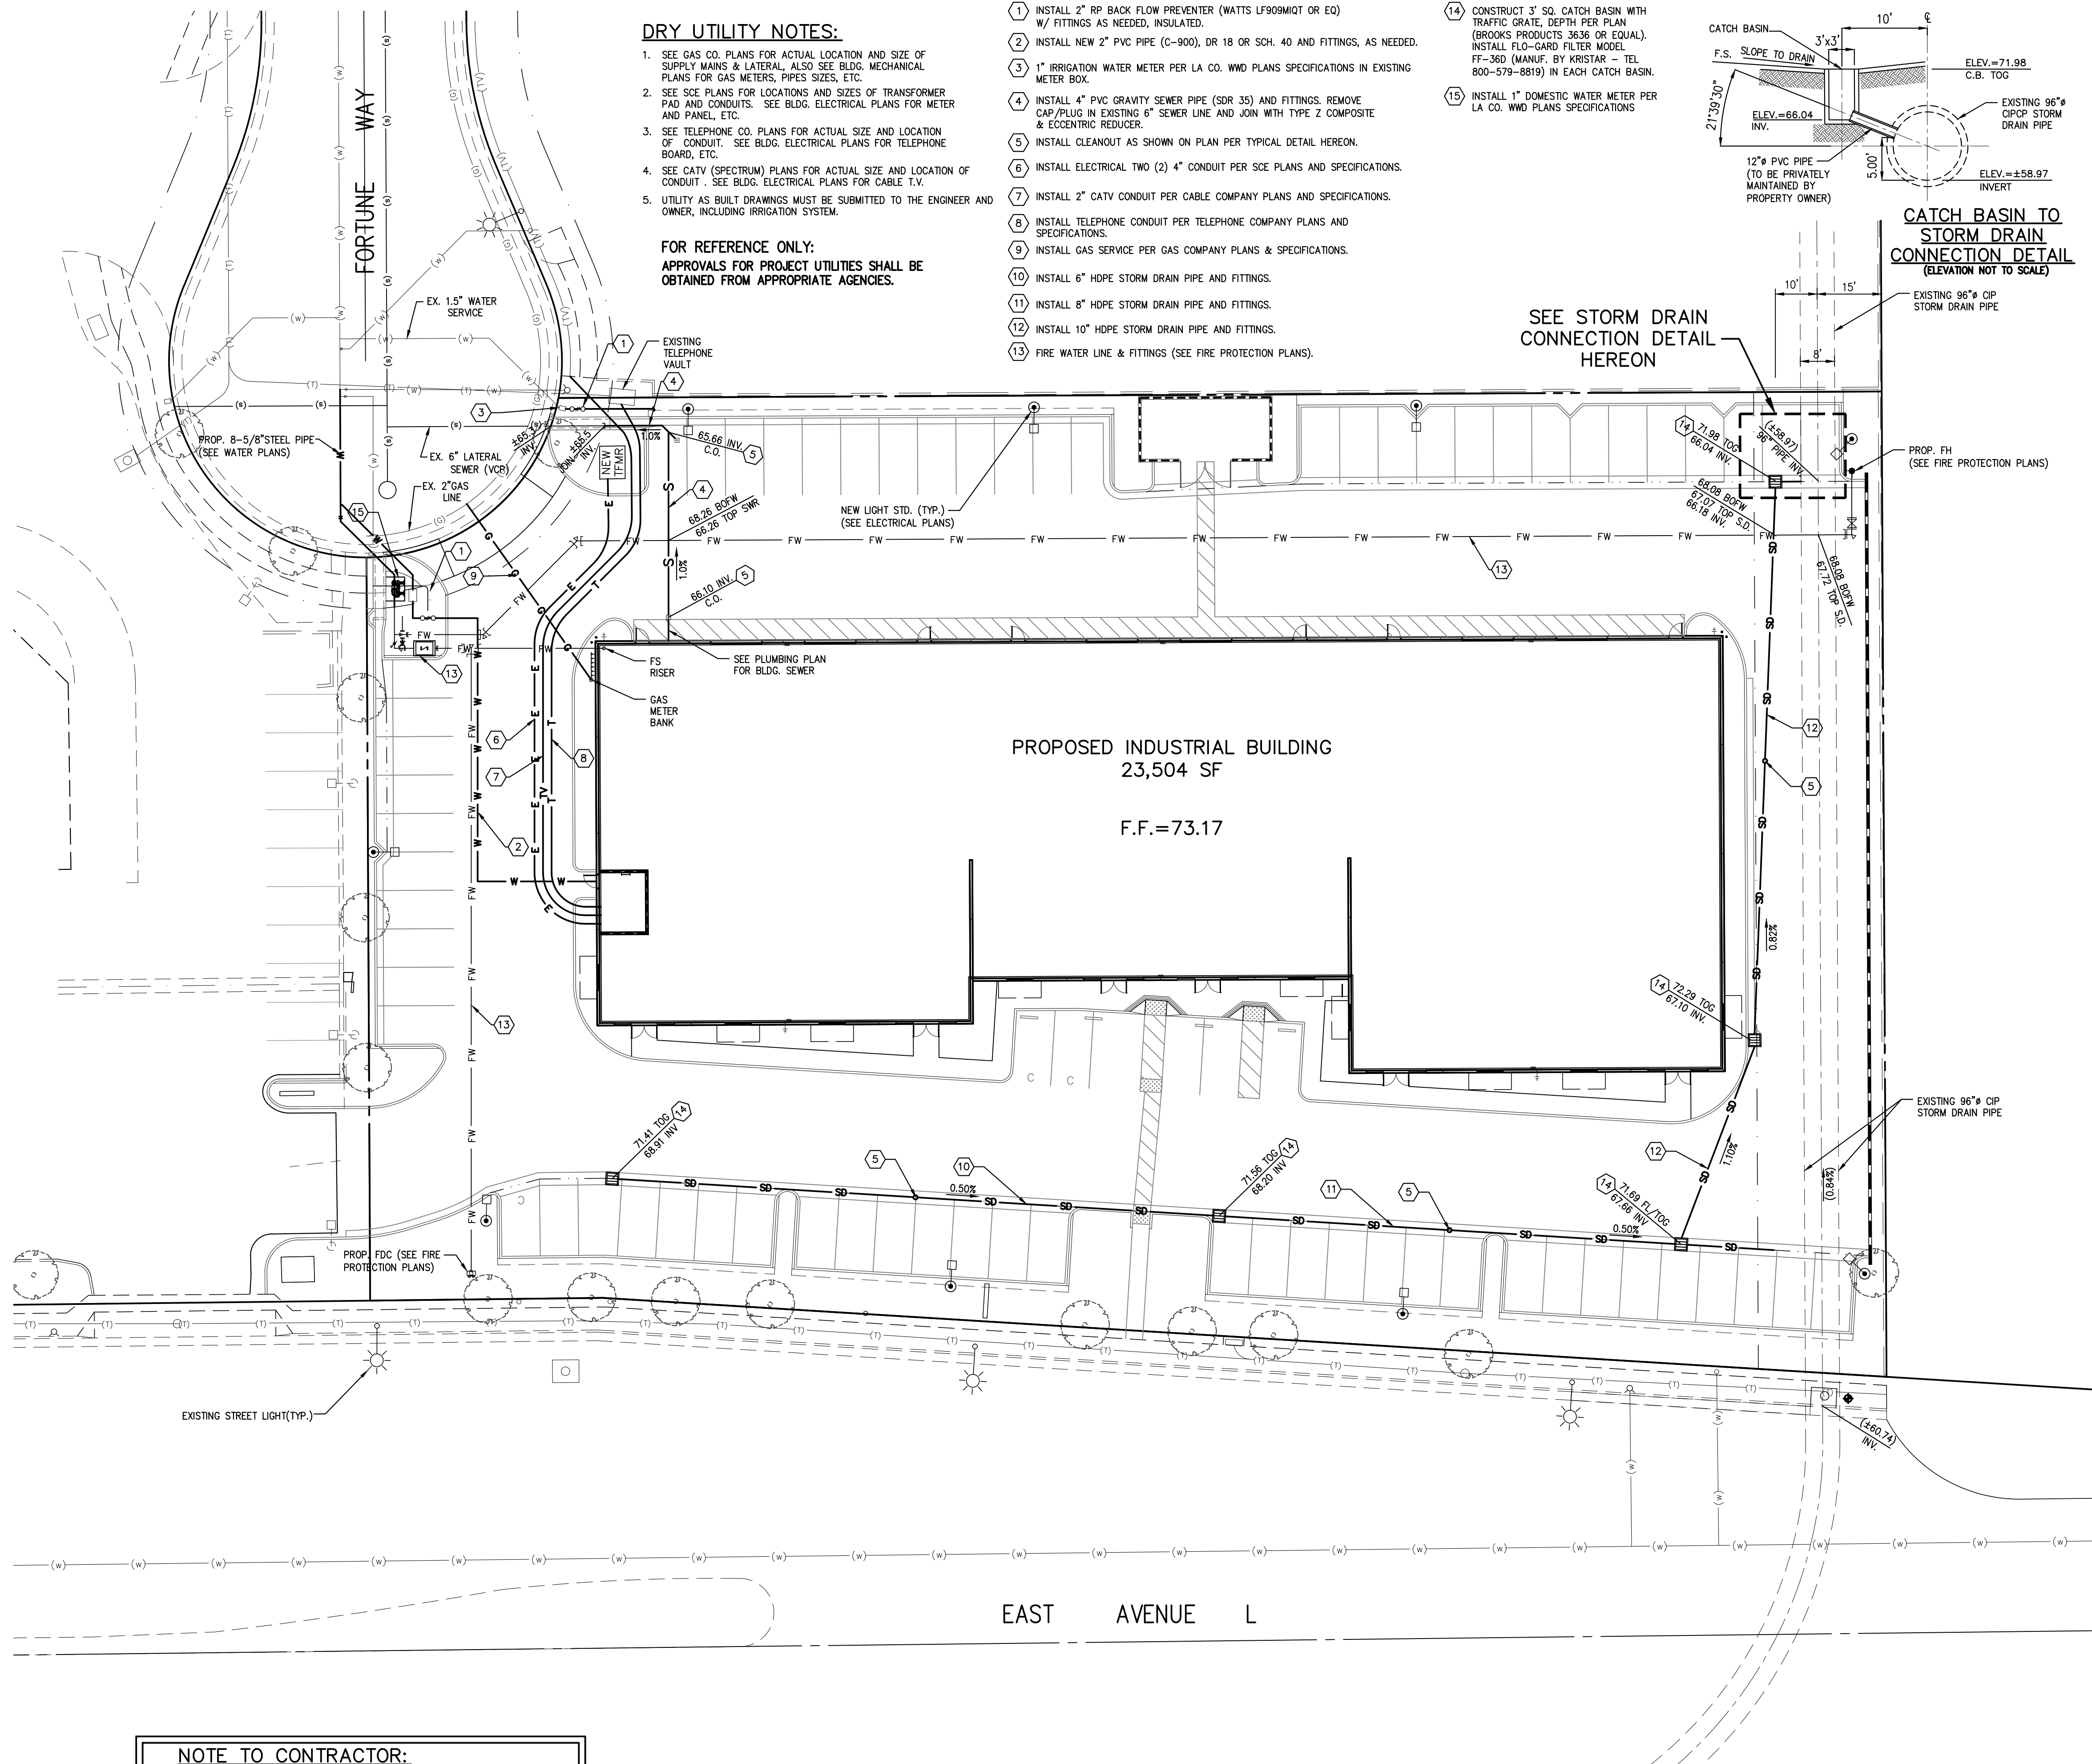 DRY UTILITY NOTES:
1. SEE GAS CO. PLANS FOR ACTUAL LOCATION AND SIZE OF
SUPPLY MAINS & LATERAL, ALSO SEE BLDG. MECHANICAL
PLANS FOR GAS METERS, PIPES SIZES, ETC.
2. SEE SCE PLANS FOR LOCATIONS AND SIZES OF TRANSFORMER
PAD AND CONDUITS. SEE BLDG. ELECTRICAL PLANS FOR METER
AND PANEL, ETC.
3. SEE TELEPHONE CO. PLANS FOR ACTUAL SIZE AND LOCATION
OF CONDUIT. SEE BLDG. ELECTRICAL PLANS FOR TELEPHONE
BOARD, ETC.
4. SEE CATV (SPECTRUM) PLANS FOR ACTUAL SIZE AND LOCATION OF
CONDUIT . SEE BLDG. ELECTRICAL PLANS FOR CABLE T.V.
5. UTILITY AS BUILT DRAWINGS MUST BE SUBMITTED TO THE ENGINEER AND
OWNER, INCLUDING IRRIGATION SYSTEM.
FOR REFERENCE ONLY:
APPROVALS FOR PROJECT UTILITIES SHALL BE
OBTAINED FROM APPROPRIATE AGENCIES.
1 INSTALL 2" RP BACK FLOW PREVENTER (WATTS LF909MIQT OR EQ)
W/ FITTINGS AS NEEDED, INSULATED.
2 INSTALL NEW 2" PVC PIPE (C-900), DR 18 OR SCH. 40 AND FITTINGS, AS NEEDED.
3 1" IRRIGATION WATER METER PER LA CO. WWD PLANS SPECIFICATIONS IN EXISTING
METER BOX.
4 INSTALL 4" PVC GRAVITY SEWER PIPE (SDR 35) AND FITTINGS. REMOVE
CAP/PLUG IN EXISTING 6" SEWER LINE AND JOIN WITH TYPE Z COMPOSITE
& ECCENTRIC REDUCER.
5 INSTALL CLEANOUT AS SHOWN ON PLAN PER TYPICAL DETAIL HEREON.
6 INSTALL ELECTRICAL TWO (2) 4" CONDUIT PER SCE PLANS AND SPECIFICATIONS.
7 INSTALL 2" CATV CONDUIT PER CABLE COMPANY PLANS AND SPECIFICATIONS.
8 INSTALL TELEPHONE CONDUIT PER TELEPHONE COMPANY PLANS AND
SPECIFICATIONS.
9 INSTALL GAS SERVICE PER GAS COMPANY PLANS & SPECIFICATIONS.
10 INSTALL 6" HDPE STORM DRAIN PIPE AND FITTINGS.
11 INSTALL 8" HDPE STORM DRAIN PIPE AND FITTINGS.
12 INSTALL 10" HDPE STORM DRAIN PIPE AND FITTINGS.
13 FIRE WATER LINE & FITTINGS (SEE FIRE PROTECTION PLANS).
14 CONSTRUCT 3' SQ. CATCH BASIN WITH
TRAFFIC GRATE, DEPTH PER PLAN
(BROOKS PRODUCTS 3636 OR EQUAL).
INSTALL FLO-GARD FILTER MODEL
FF-36D (MANUF. BY KRISTAR - TEL
800-579-8819) IN EACH CATCH BASIN.
15 INSTALL 1" DOMESTIC WATER METER PER
LA CO. WWD PLANS SPECIFICATIONS
CATCH BASIN
10'
3'x3'
F.S. SLOPE TO DRAIN
ELEV.=71.98
C.B. TOG
21°39'30"
ELEV.=66.04
INV.
EXISTING 96"ø
CIPCP STORM
DRAIN PIPE
12"ø PVC PIPE
(TO BE PRIVATELY
MAINTAINED BY
PROPERTY OWNER)
5.00'
ELEV.=±58.97
INVERT
CATCH BASIN TO
STORM DRAIN
CONNECTION DETAIL
(ELEVATION NOT TO SCALE)
10' 15'
EXISTING 96"ø CIP
STORM DRAIN PIPE
8'
SEE STORM DRAIN
CONNECTION DETAIL
HEREON
FORTUNE WAY
EX. 1.5" WATER
SERVICE
EXISTING
TELEPHONE
VAULT
PROP. 8-5/8"STEEL PIPE
(SEE WATER PLANS)
EX. 6" LATERAL
SEWER (VCP)
EX. 2"GAS
LINE
JOIN ±65.5
INV.
NEW
TFMR
1.0%
65.66 INV.
C.O.
68.26 BOFW
66.26 TOP SWR
1.0%
66.10 INV.
C.O.
NEW LIGHT STD. (TYP.)
(SEE ELECTRICAL PLANS)
71.98 TOG
66.04 INV.
(±58.97)
96" PIPE INV.
PROP. FH
(SEE FIRE PROTECTION PLANS)
68.08 BOFW
67.07 TOP S.D.
66.18 INV.
68.08 BOFW
67.72 TOP S.D.
FS
RISER
SEE PLUMBING PLAN
FOR BLDG. SEWER
GAS
METER
BANK
PROPOSED INDUSTRIAL BUILDING
23,504 SF
F.F.=73.17
0.82%
72.29 TOG
67.10 INV.
EXISTING 96"ø CIP
STORM DRAIN PIPE
71.41 TOG
68.91 INV
0.50%
71.56 TOG
68.20 INV
1.10%
71.69 FL/TOG
67.66 INV
0.50%
(0.84%)
PROP. FDC (SEE FIRE
PROTECTION PLANS)
EXISTING STREET LIGHT(TYP.)
(±60.74)
INV.
EAST AVENUE L
NOTE TO CONTRACTOR: